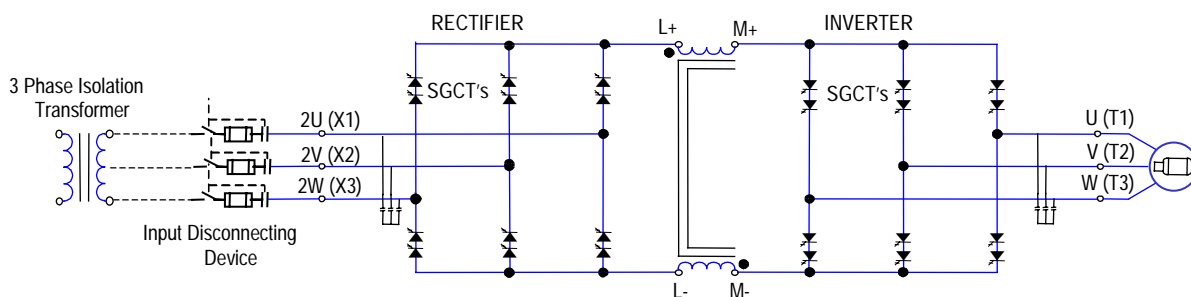 RECTIFIER
L+
M+
INVERTER
3 Phase Isolation
Transformer
SGCT's
SGCT's
2U (X1)
U (T1)
2V (X2)
V (T2)
2W (X3)
W (T3)
Input Disconnecting
Device
L-
M-